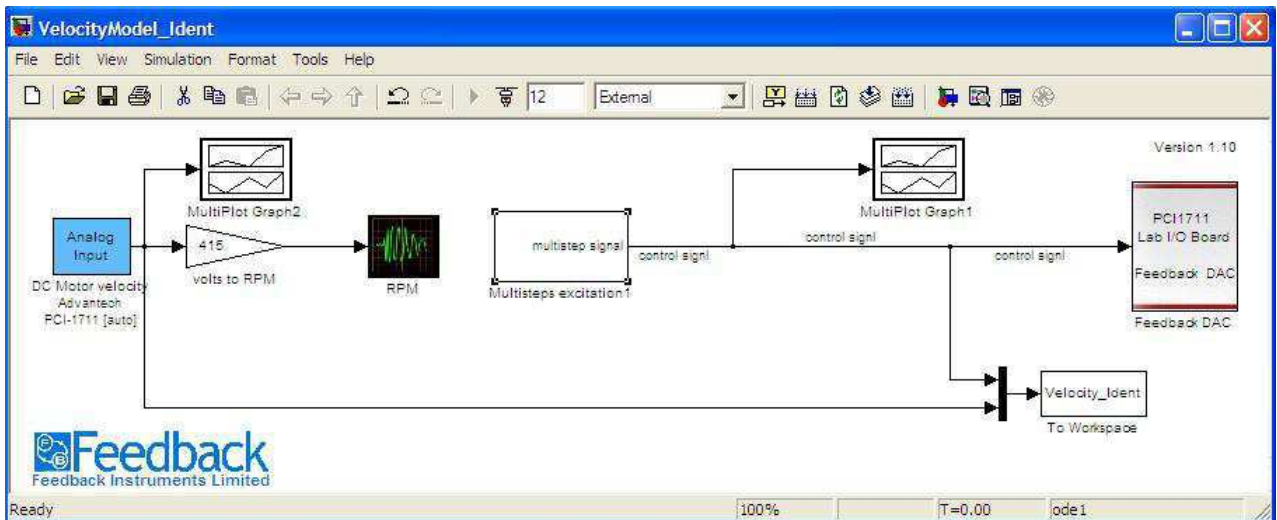 VelocityModel_Ident
File Edit View Simulation Format Tools Help
12 External
Version 1.10
MultiPlot Graph2
MultiPlot Graph1
Analog
Input
DC Motor velocity
Advantech
PCI-1711 [auto]
415
volts to RPM
RPM
multistep signal
Multisteps excitation1
control signl
control signl
control signl
PCI1711
Lab I/O Board
Feedback DAC
Feedback DAC
Velocity_Ident
To Workspace
Feedback
Feedback Instruments Limited
Ready 100% T=0.00 ode1